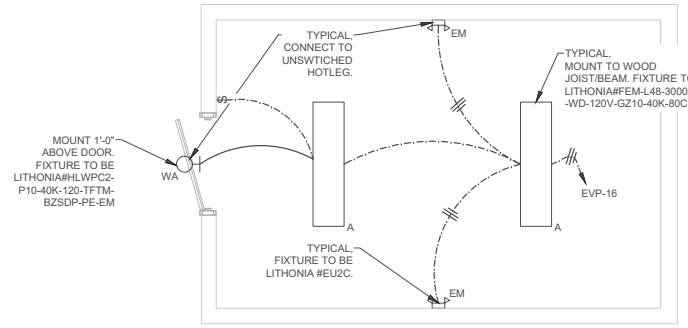 TYPICAL,
CONNECT TO
UNSWTICHED
HOTLEG.
EM
TYPICAL,
MOUNT TO WOOD
JOIST/BEAM. FIXTURE TO
LITHONIA#FEM-L48-3000
-WD-120V-GZ10-40K-80C
$
MOUNT 1'-0"
ABOVE DOOR.
FIXTURE TO BE
LITHONIA#HLWPC2-
P10-40K-120-TFTM-
BZSDP-PE-EM
WA
EVP-16
A
A
TYPICAL,
FIXTURE TO BE
LITHONIA #EU2C.
EM